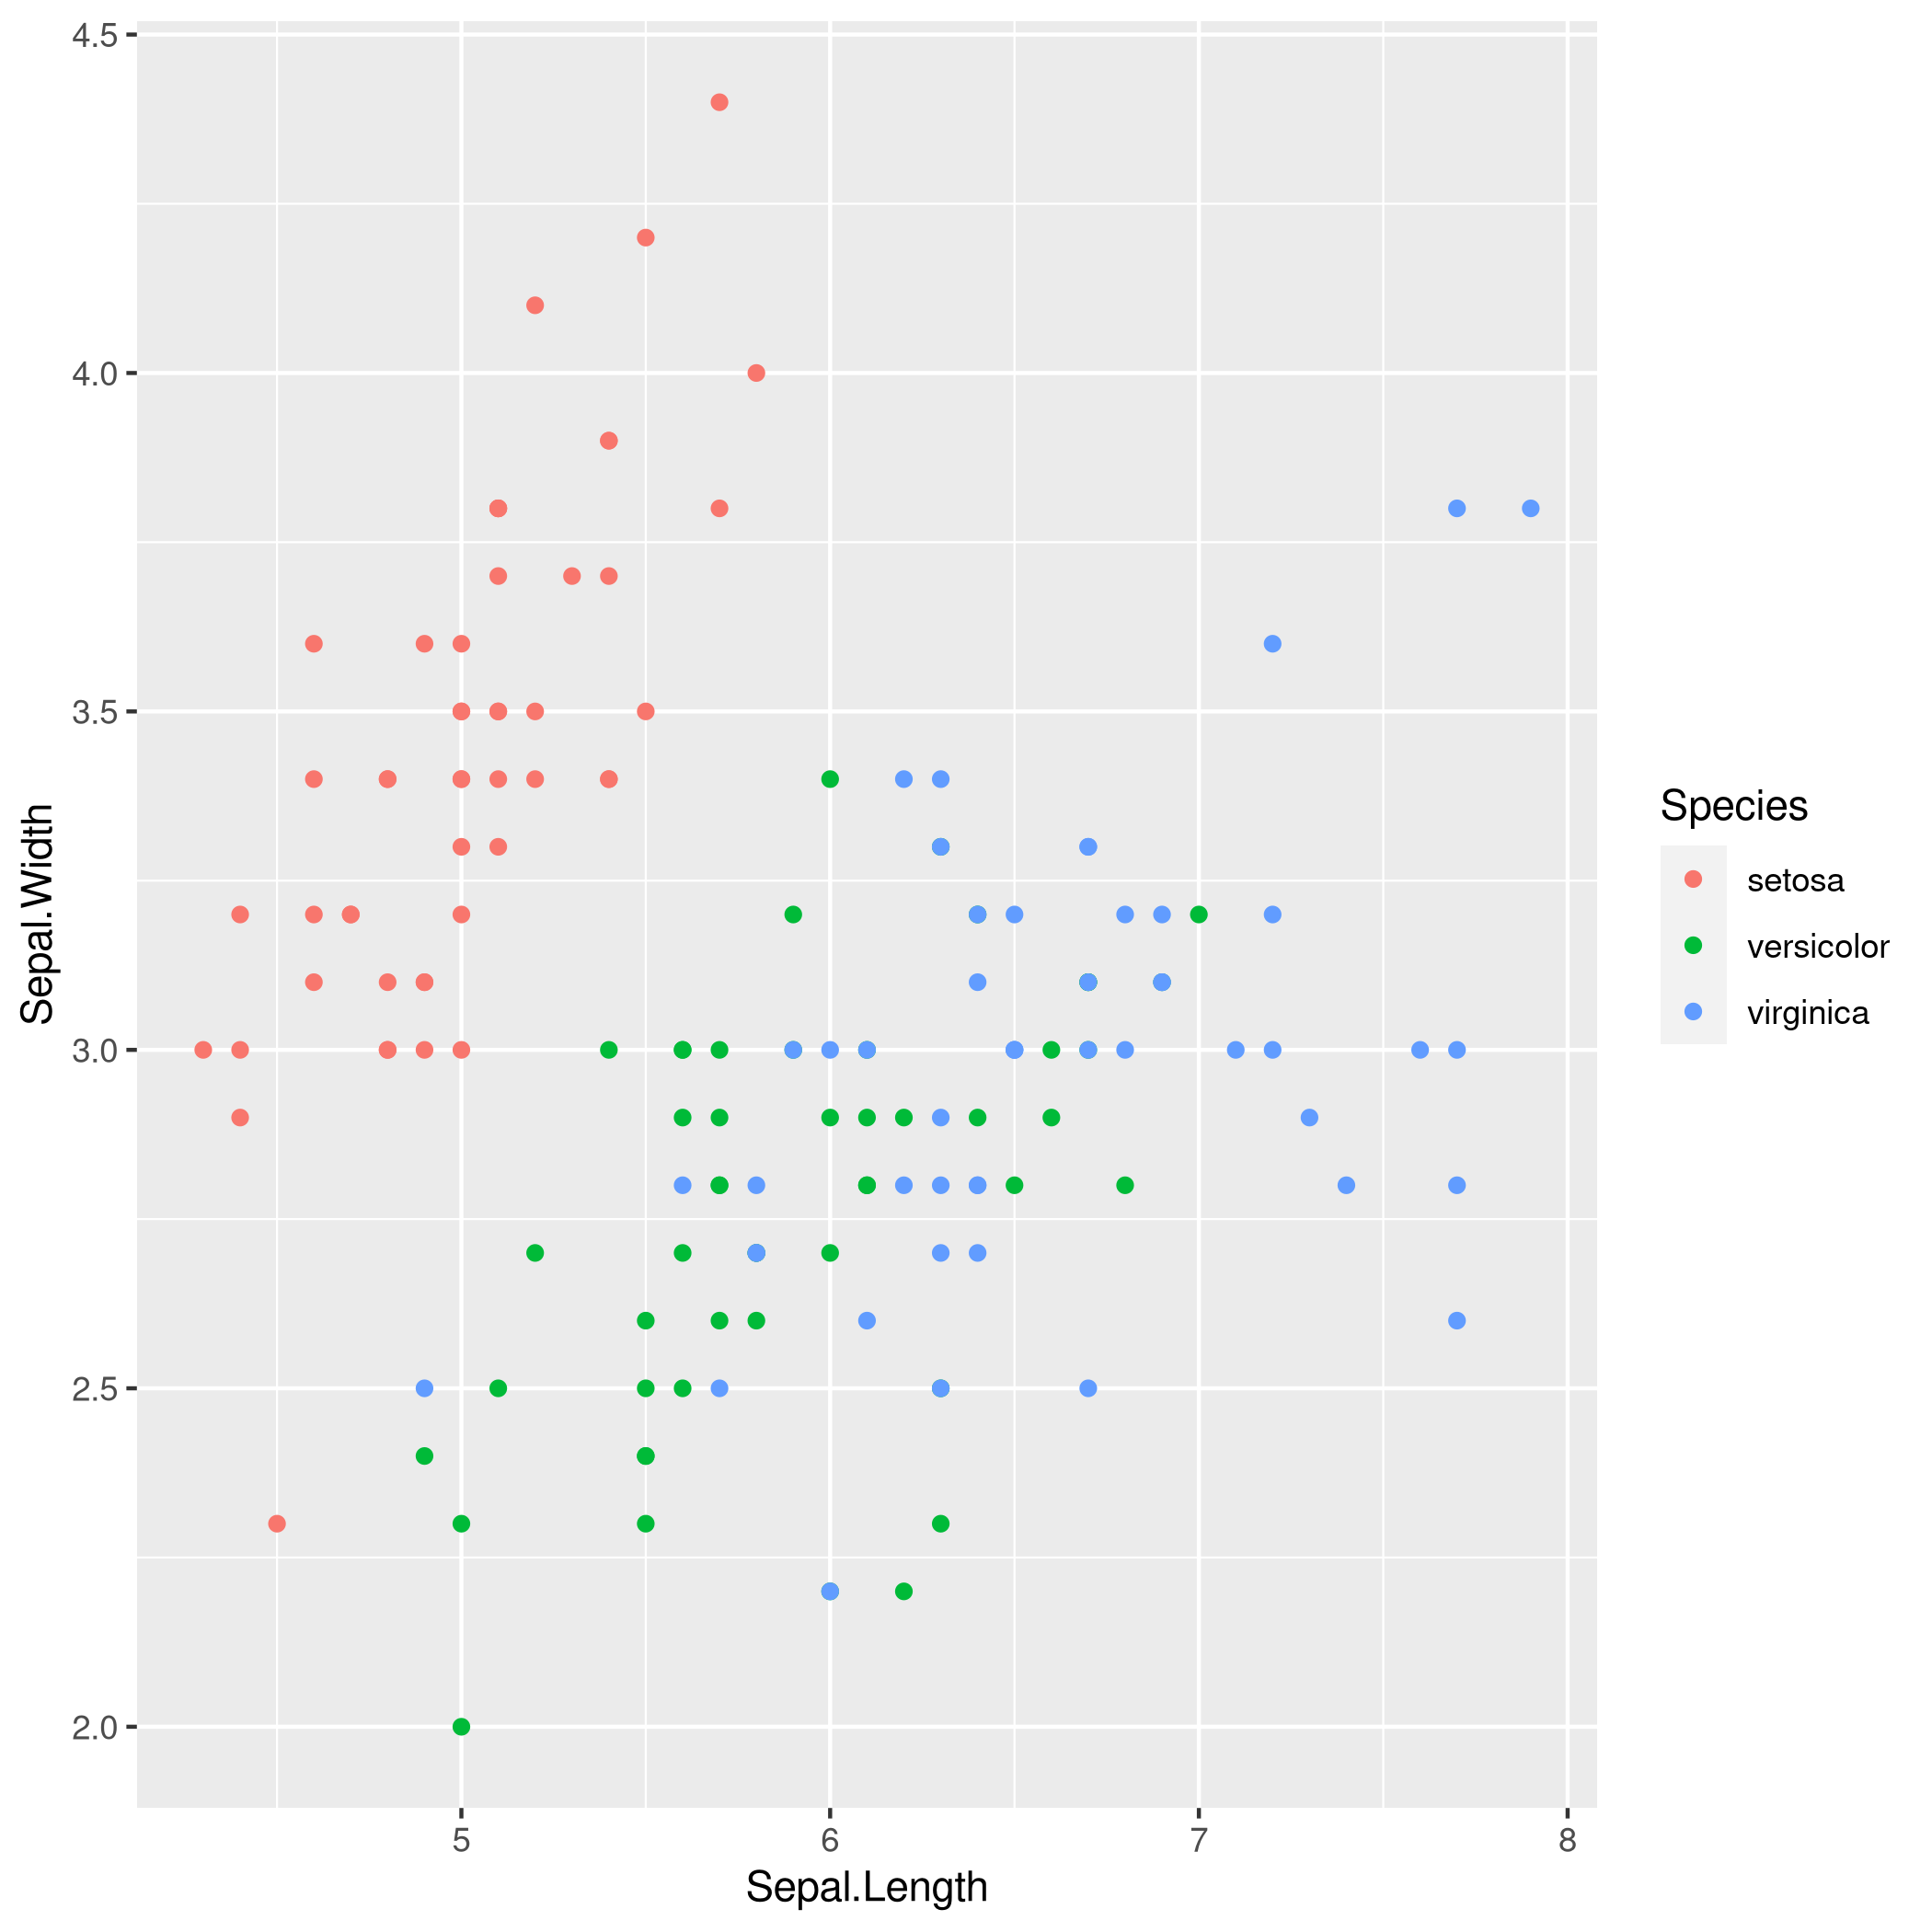 4.5
4.0
3.5
3.0
2.5
2.0
Sepal.Width
5 6 7 8
Sepal.Length
Species
setosa
versicolor
virginica